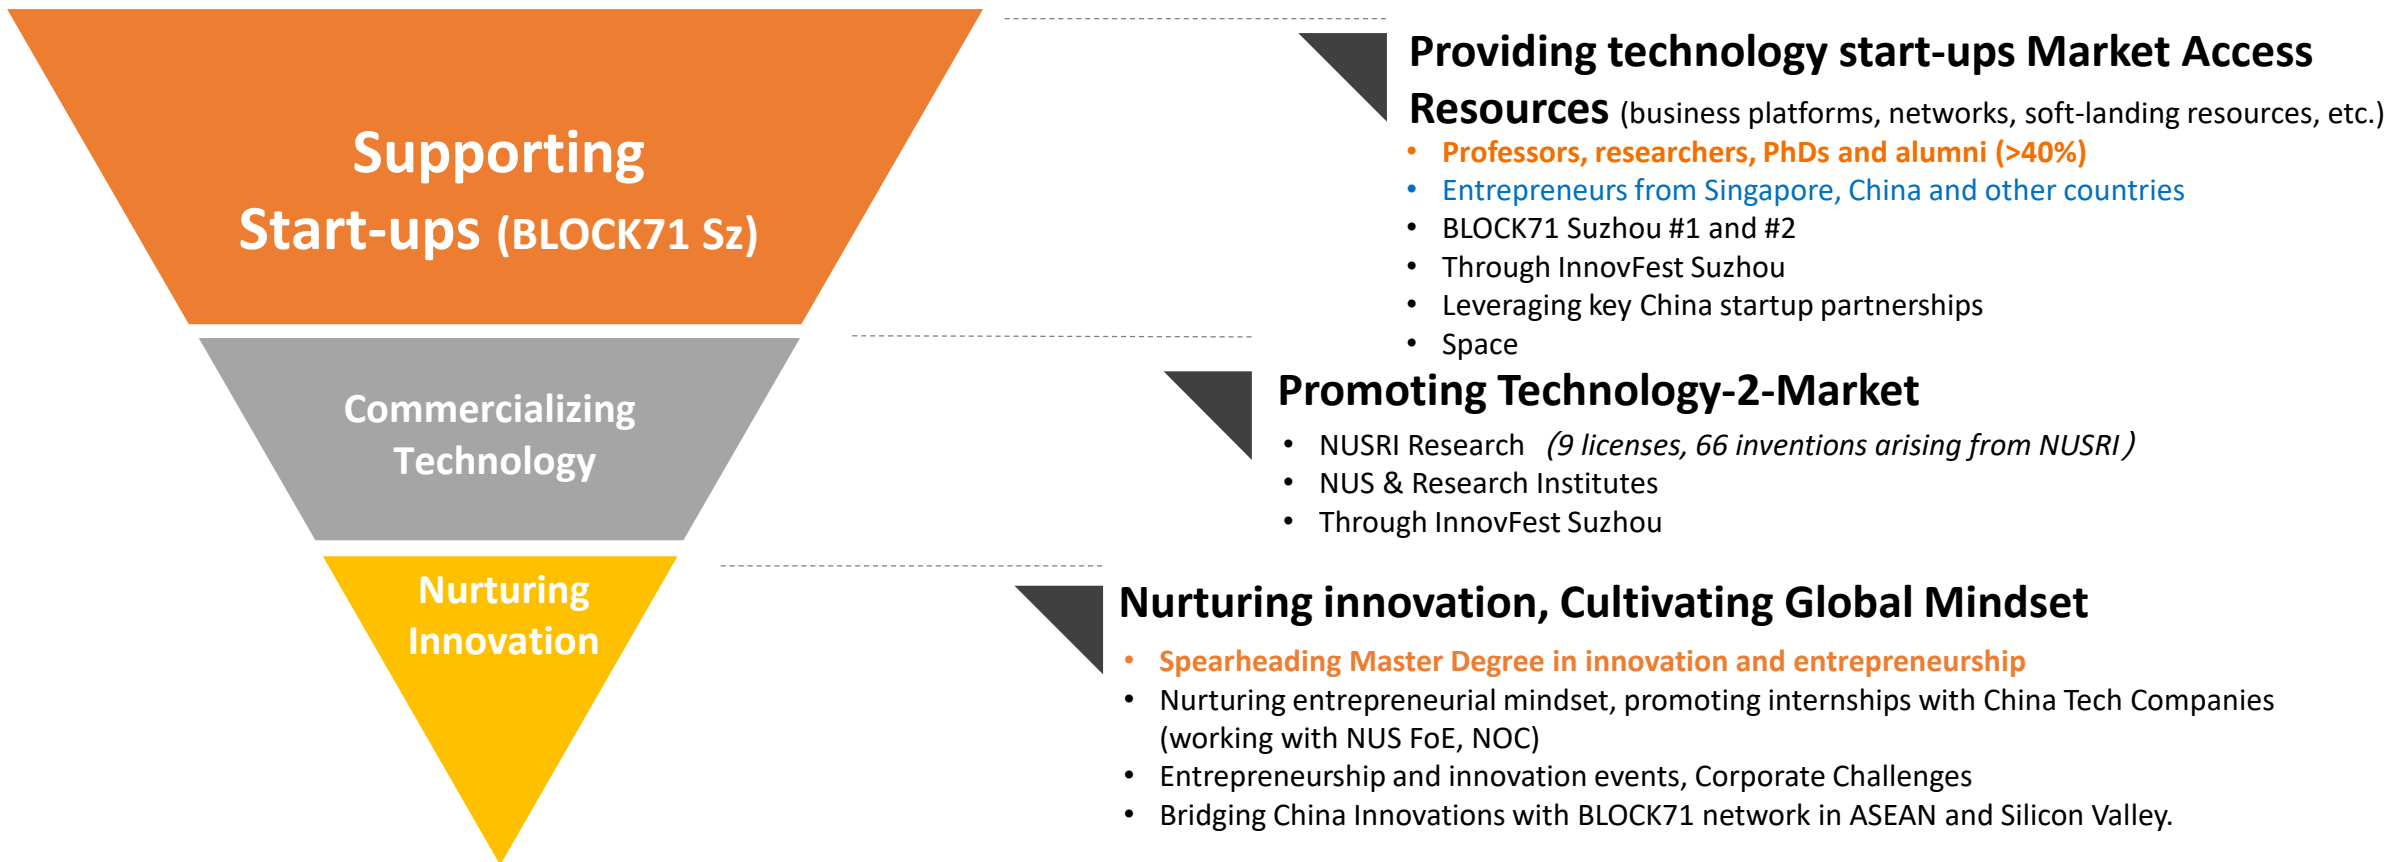 Supporting
Start-ups (BLOCK71 Sz)
Commercializing
Technology
Nurturing
Innovation
Providing technology start-ups Market Access
Resources (business platforms, networks, soft-landing resources, etc.)
• Professors, researchers, PhDs and alumni (>40%)
• Entrepreneurs from Singapore, China and other countries
• BLOCK71 Suzhou #1 and #2
• Through InnovFest Suzhou
• Leveraging key China startup partnerships
• Space
Promoting Technology-2-Market
• NUSRI Research (9 licenses, 66 inventions arising from NUSRI)
• NUS & Research Institutes
• Through InnovFest Suzhou
Nurturing innovation, Cultivating Global Mindset
• Spearheading Master Degree in innovation and entrepreneurship
• Nurturing entrepreneurial mindset, promoting internships with China Tech Companies
(working with NUS FoE, NOC)
• Entrepreneurship and innovation events, Corporate Challenges
• Bridging China Innovations with BLOCK71 network in ASEAN and Silicon Valley.